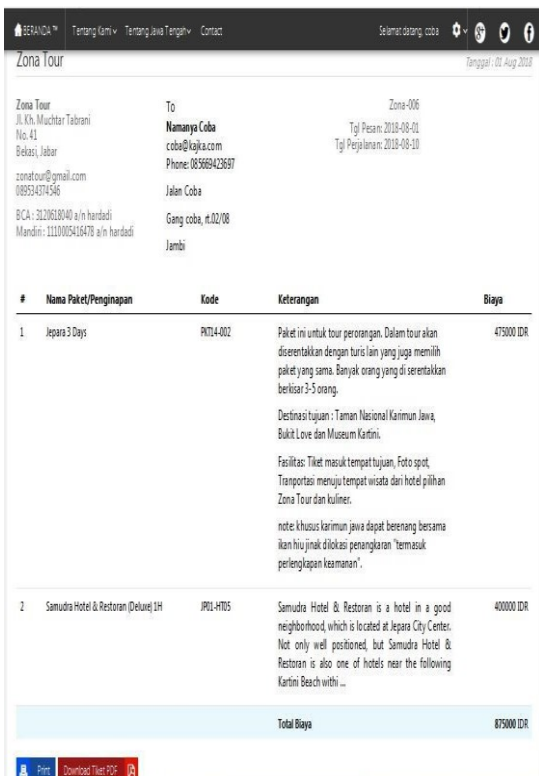 BERANDA ™ Tentang Kami Tentang Jawa Tengah Contact Selamat datang, coba
Zona Tour Tanggal : 01 Aug 2018
Zona Tour
Jl. Kh. Muchtar Tabrani
No. 41
Bekasi, Jabar
zonatour@gmail.com
089534374546
BCA : 3120618040 a/n hardadi
Mandiri : 1110005416478 a/n hardadi
To
Namanya Coba
coba@kajka.com
Phone: 085669423697
Jalan Coba
Gang coba, rt.02/08
Jambi
Zona-006
Tgl Pesan: 2018-08-01
Tgl Perjalanan: 2018-08-10
# Nama Paket/Penginapan Kode Keterangan Biaya
1 Jepara 3 Days PKT14-002 Paket ini untuk tour perorangan. Dalam tour akan 475000 IDR
diserentakkan dengan turis lain yang juga memilih
paket yang sama. Banyak orang yang di serentakkan
berkisar 3-5 orang.
Destinasi tujuan : Taman Nasional Karimun Jawa,
Bukit Love dan Museum Kartini.
Fasilitas: Tiket masuk tempat tujuan, Foto spot,
Tranportasi menuju tempat wisata dari hotel pilihan
Zona Tour dan kuliner.
note: khusus karimun jawa dapat berenang bersama
ikan hiu jinak dilokasi penangkaran "termasuk
perlengkapan keamanan".
2 Samudra Hotel & Restoran (Deluxe) 1H JP01-HT05 Samudra Hotel & Restoran is a hotel in a good 400000 IDR
neighborhood, which is located at Jepara City Center.
Not only well positioned, but Samudra Hotel &
Restoran is also one of hotels near the following
Kartini Beach withi ...
Total Biaya 875000 IDR
Print Download Tiket PDF